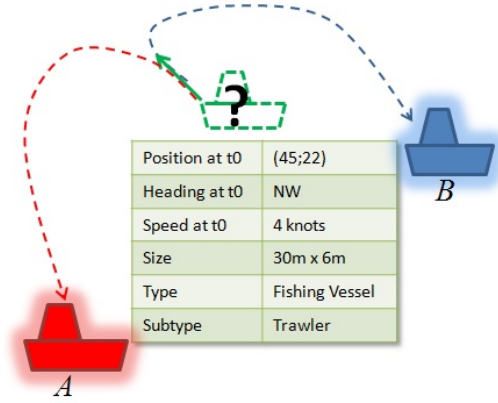 ?
Position at t0 (45;22)
Heading at t0 NW
Speed at t0 4 knots
Size 30m x 6m
Type Fishing Vessel
Subtype Trawler
B
A